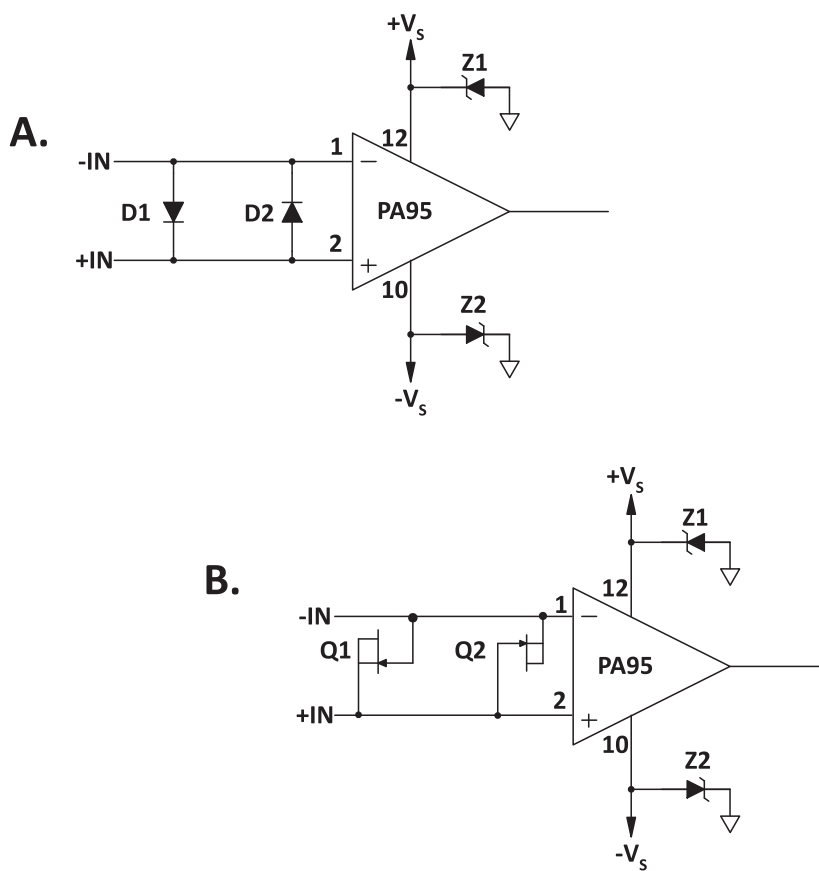 +VS
Z1
A.
12
1
-IN
−
D1
D2
PA95
2
+IN
+
10
Z2
-VS
+VS
Z1
B.
12
1
-IN
−
Q1
Q2
PA95
2
+IN
+
10
Z2
-VS